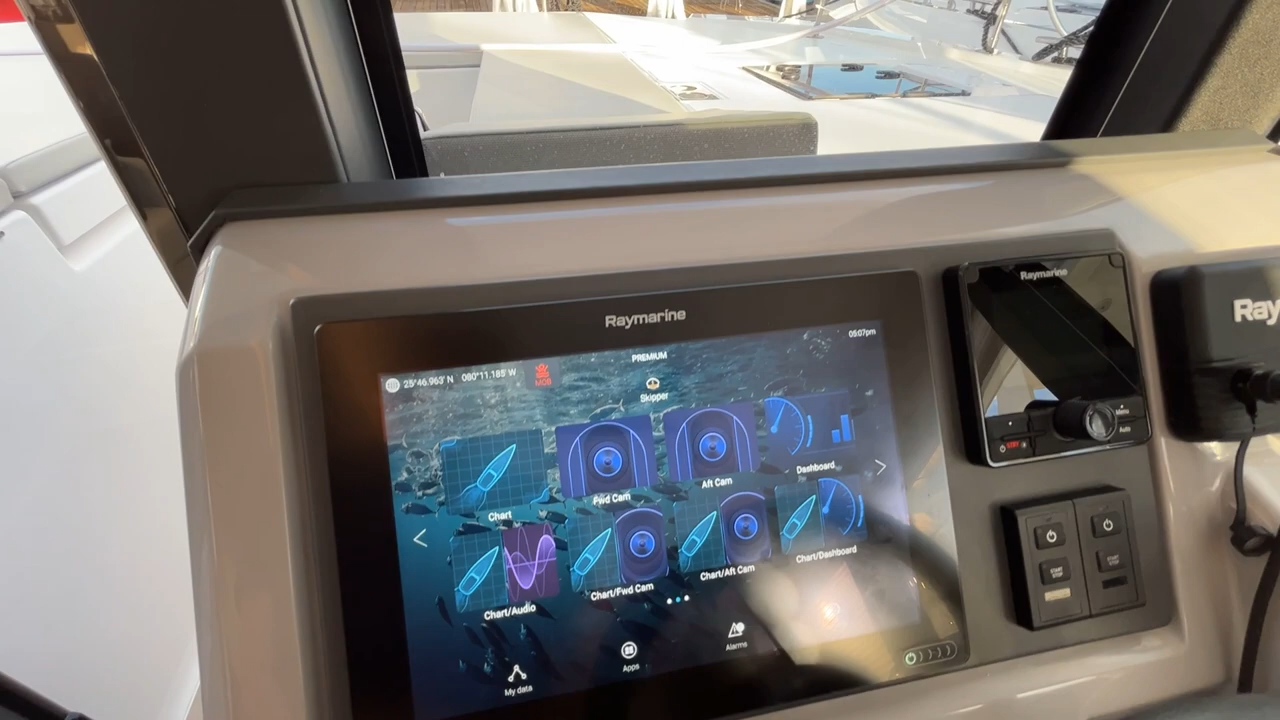 Raymarine
PREMIUM
05:07pm
25°46.963' N 080°11.185' W
MOB
Skipper
Chart
Fwd Cam
Aft Cam
Dashboard
Chart/Audio
Chart/Fwd Cam
Chart/Aft Cam
Chart/Dashboard
My data
Apps
Alarms
Raymarine
Menu
Auto
STBY
START
STOP
START
STOP
Ray